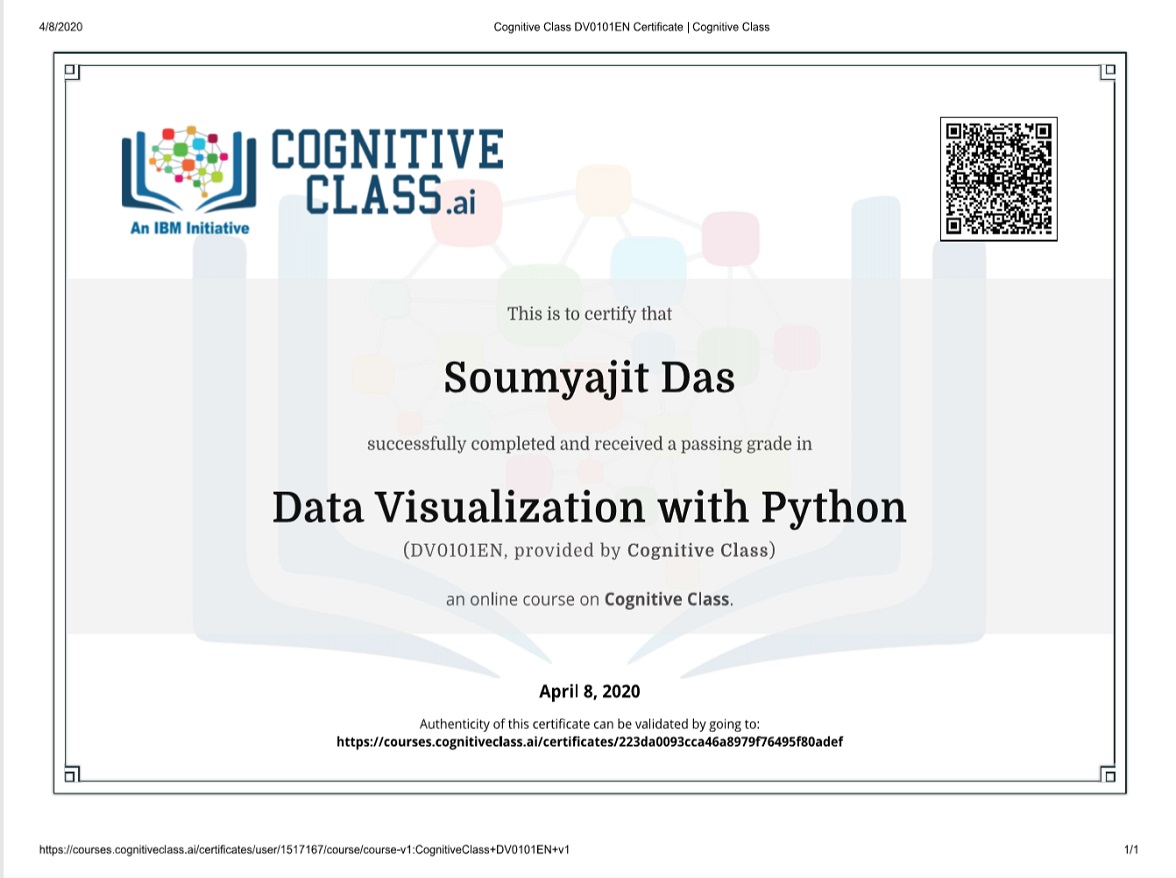 4/8/2020
Cognitive Class DV0101EN Certificate | Cognitive Class
COGNITIVE
CLASS.ai
An IBM Initiative
This is to certify that
Soumyajit Das
successfully completed and received a passing grade in
Data Visualization with Python
(DV0101EN, provided by Cognitive Class)
an online course on Cognitive Class.
April 8, 2020
Authenticity of this certificate can be validated by going to:
https://courses.cognitiveclass.ai/certificates/223da0093cca46a8979f76495f80adef
https://courses.cognitiveclass.ai/certificates/user/1517167/course/course-v1:CognitiveClass+DV0101EN+v1
1/1